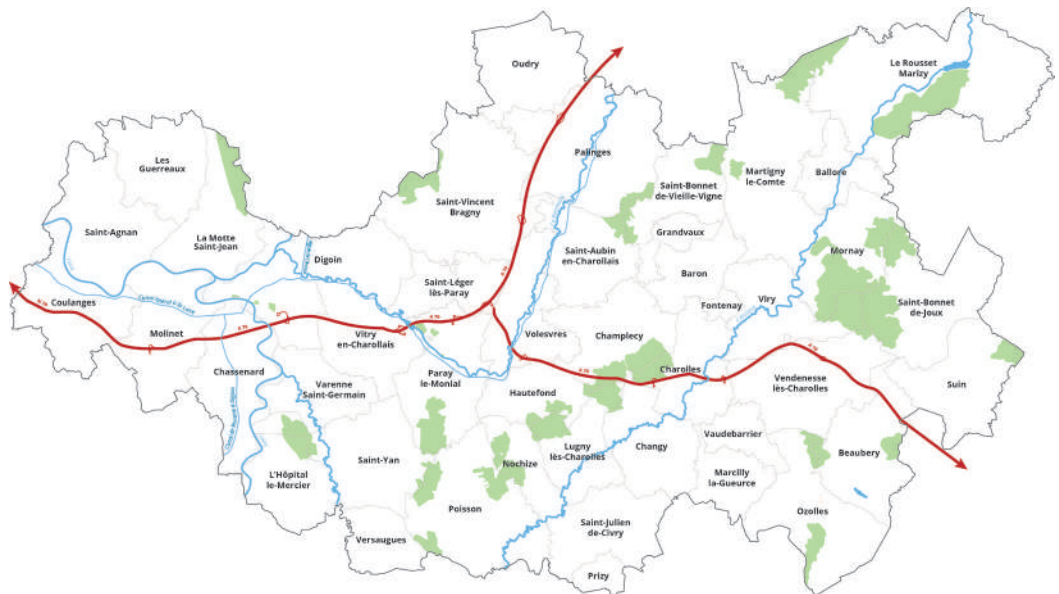 Oudry
Le Rousset
Marizy
Palinges
Les
Guerreaux
Saint-Vincent
Bragny
Saint-Bonnet
de-Vieille-Vigne
Martigny
le-Comte
Ballore
Saint-Agnan
La Motte
Saint-Jean
Digoin
Saint-Aubin
en-Charollais
Grandvaux
Mornay
Saint-Léger
lès-Paray
Baron
Coulanges
Fontenay
Viry
Saint-Bonnet
de-Joux
Molinet
Vitry
en-Charollais
Volesvres
Champlecy
Chassenard
Varenne
Saint-Germain
Paray
le-Monial
Charolles
Vendenesse
lès-Charolles
Suin
Hautefond
Saint-Yan
Nochize
Lugny
lès-Charolles
Changy
Vaudebarrier
Beaubery
L'Hôpital
le-Mercier
Marcilly
la-Gueurce
Poisson
Ozolles
Saint-Julien
de-Civry
Versaugues
Prizy